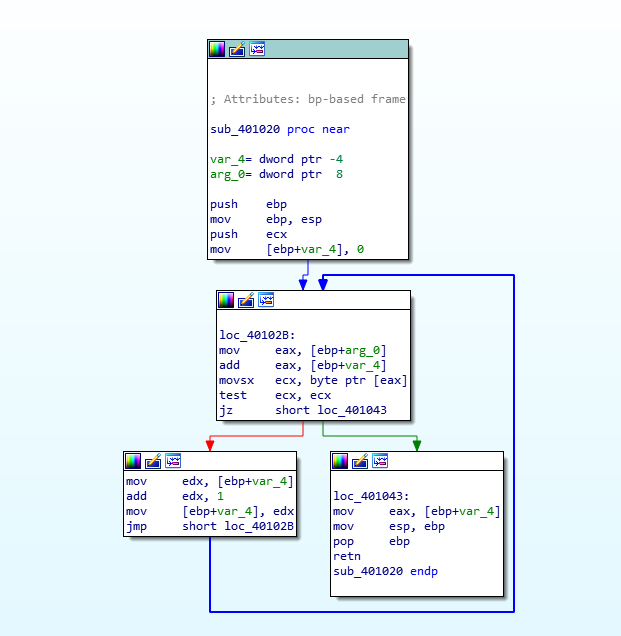 ; Attributes: bp-based frame
sub_401020 proc near
var_4= dword ptr -4
arg_0= dword ptr  8
push    ebp
mov     ebp, esp
push    ecx
mov     [ebp+var_4], 0
loc_40102B:
mov     eax, [ebp+arg_0]
add     eax, [ebp+var_4]
movsx   ecx, byte ptr [eax]
test    ecx, ecx
jz      short loc_401043
mov     edx, [ebp+var_4]
add     edx, 1
mov     [ebp+var_4], edx
jmp     short loc_40102B
loc_401043:
mov     eax, [ebp+var_4]
mov     esp, ebp
pop     ebp
retn
sub_401020 endp